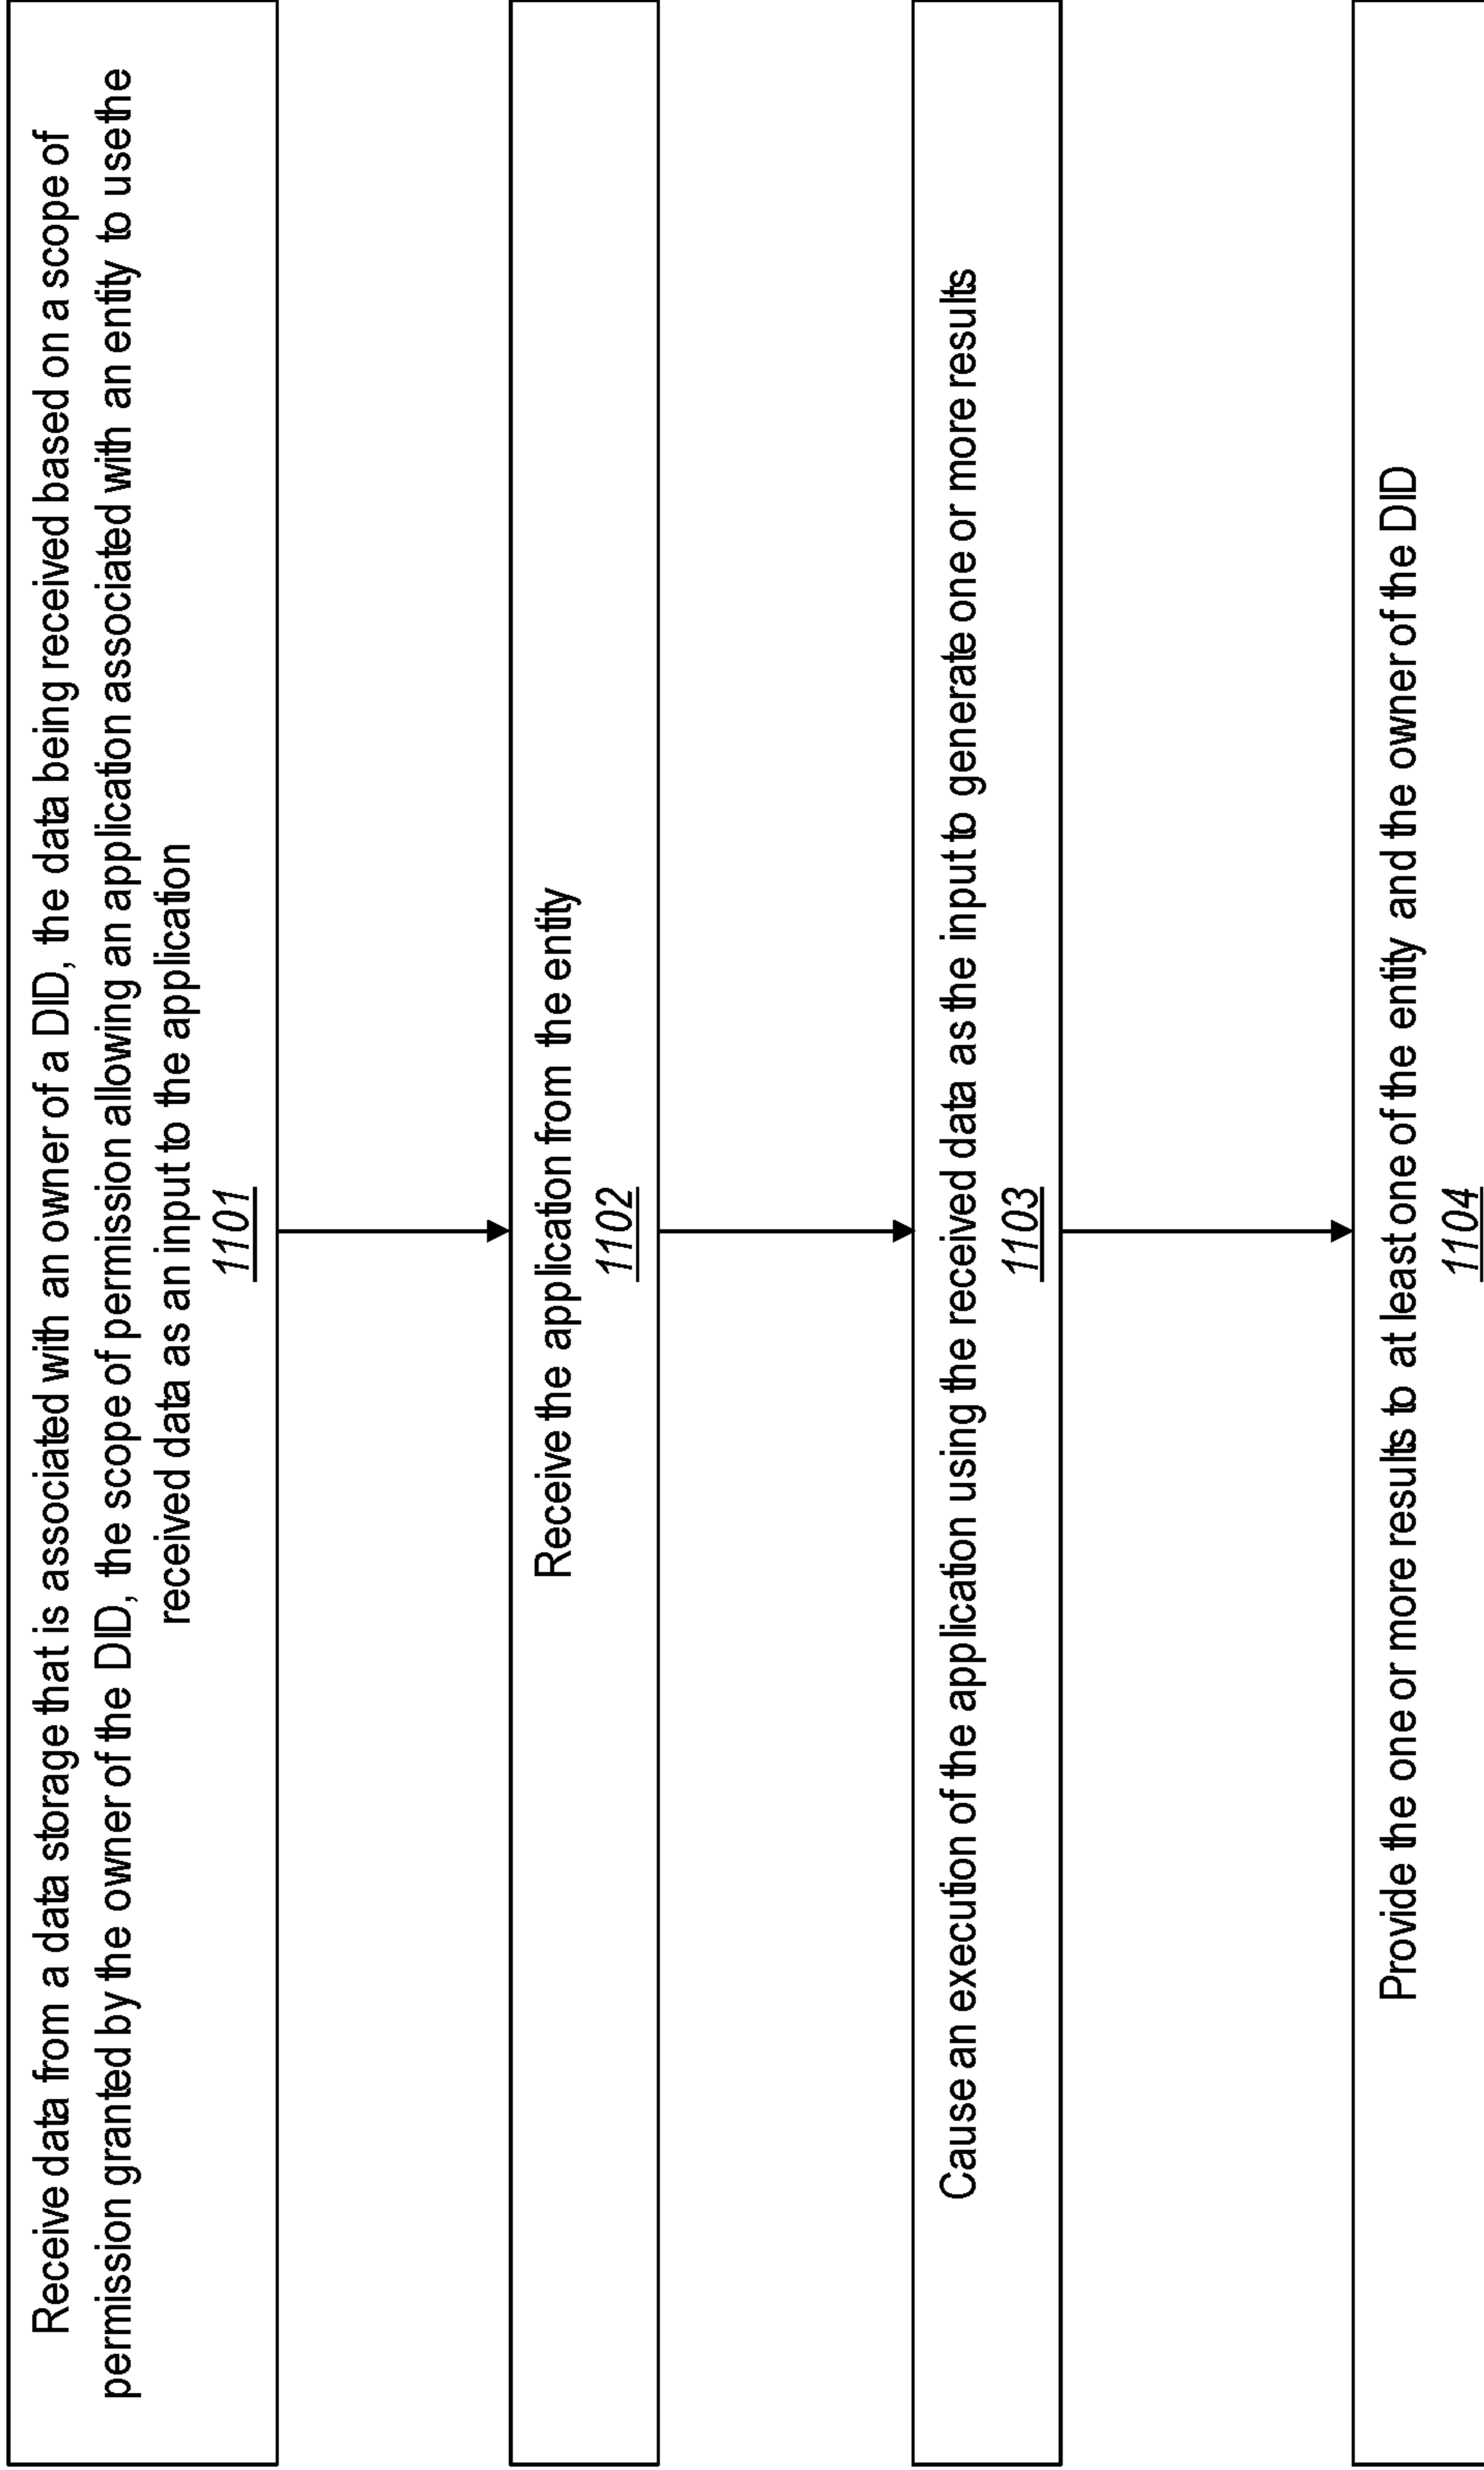 Receive data from a data storage that is associated with an owner of a DID, the data being received based on a scope of
permission granted by the owner of the DID, the scope of permission allowing an application associated with an entity to use the
received data as an input to the application
1101
Receive the application from the entity
1102
Cause an execution of the application using the received data as the input to generate one or more results
1103
Provide the one or more results to at least one of the entity and the owner of the DID
1104